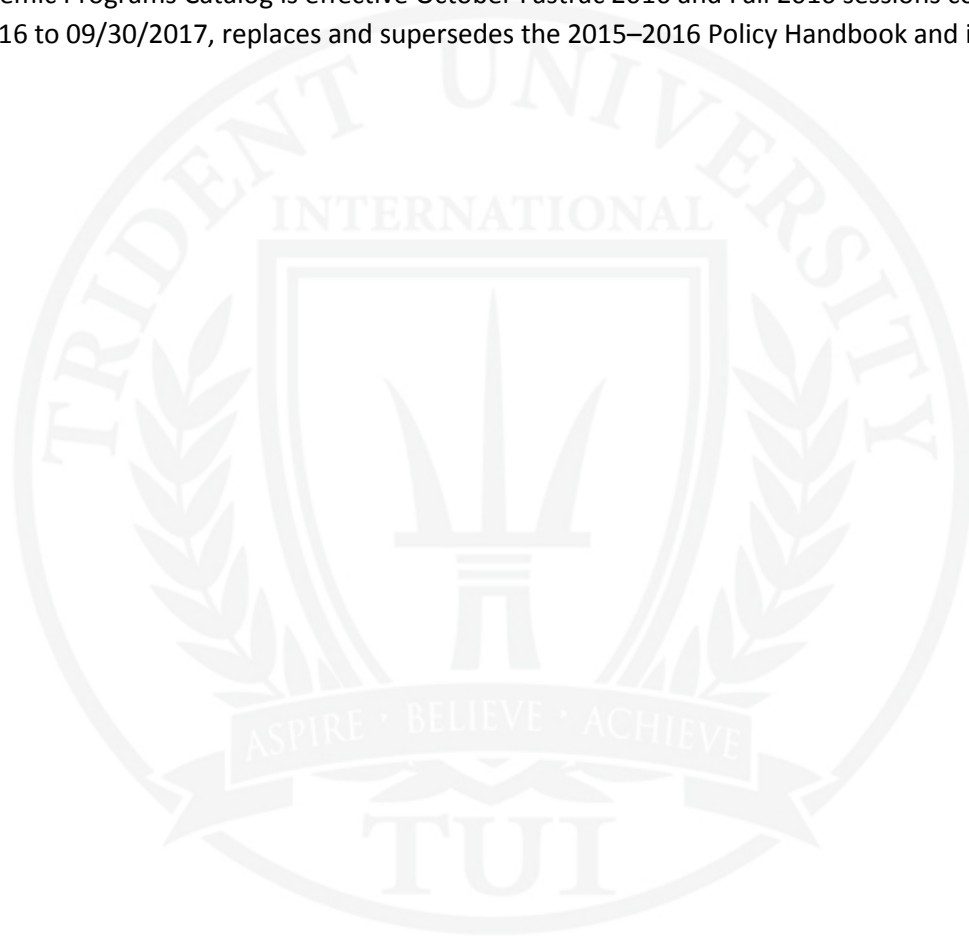 emic Programs Catalog is effective October Fastrac 2016 and Fall 2016 sessions co
16 to 09/30/2017, replaces and supersedes the 2015–2016 Policy Handbook and i
TRIDENT UNIVERSITY
INTERNATIONAL
ASPIRE · BELIEVE · ACHIEVE
TUI